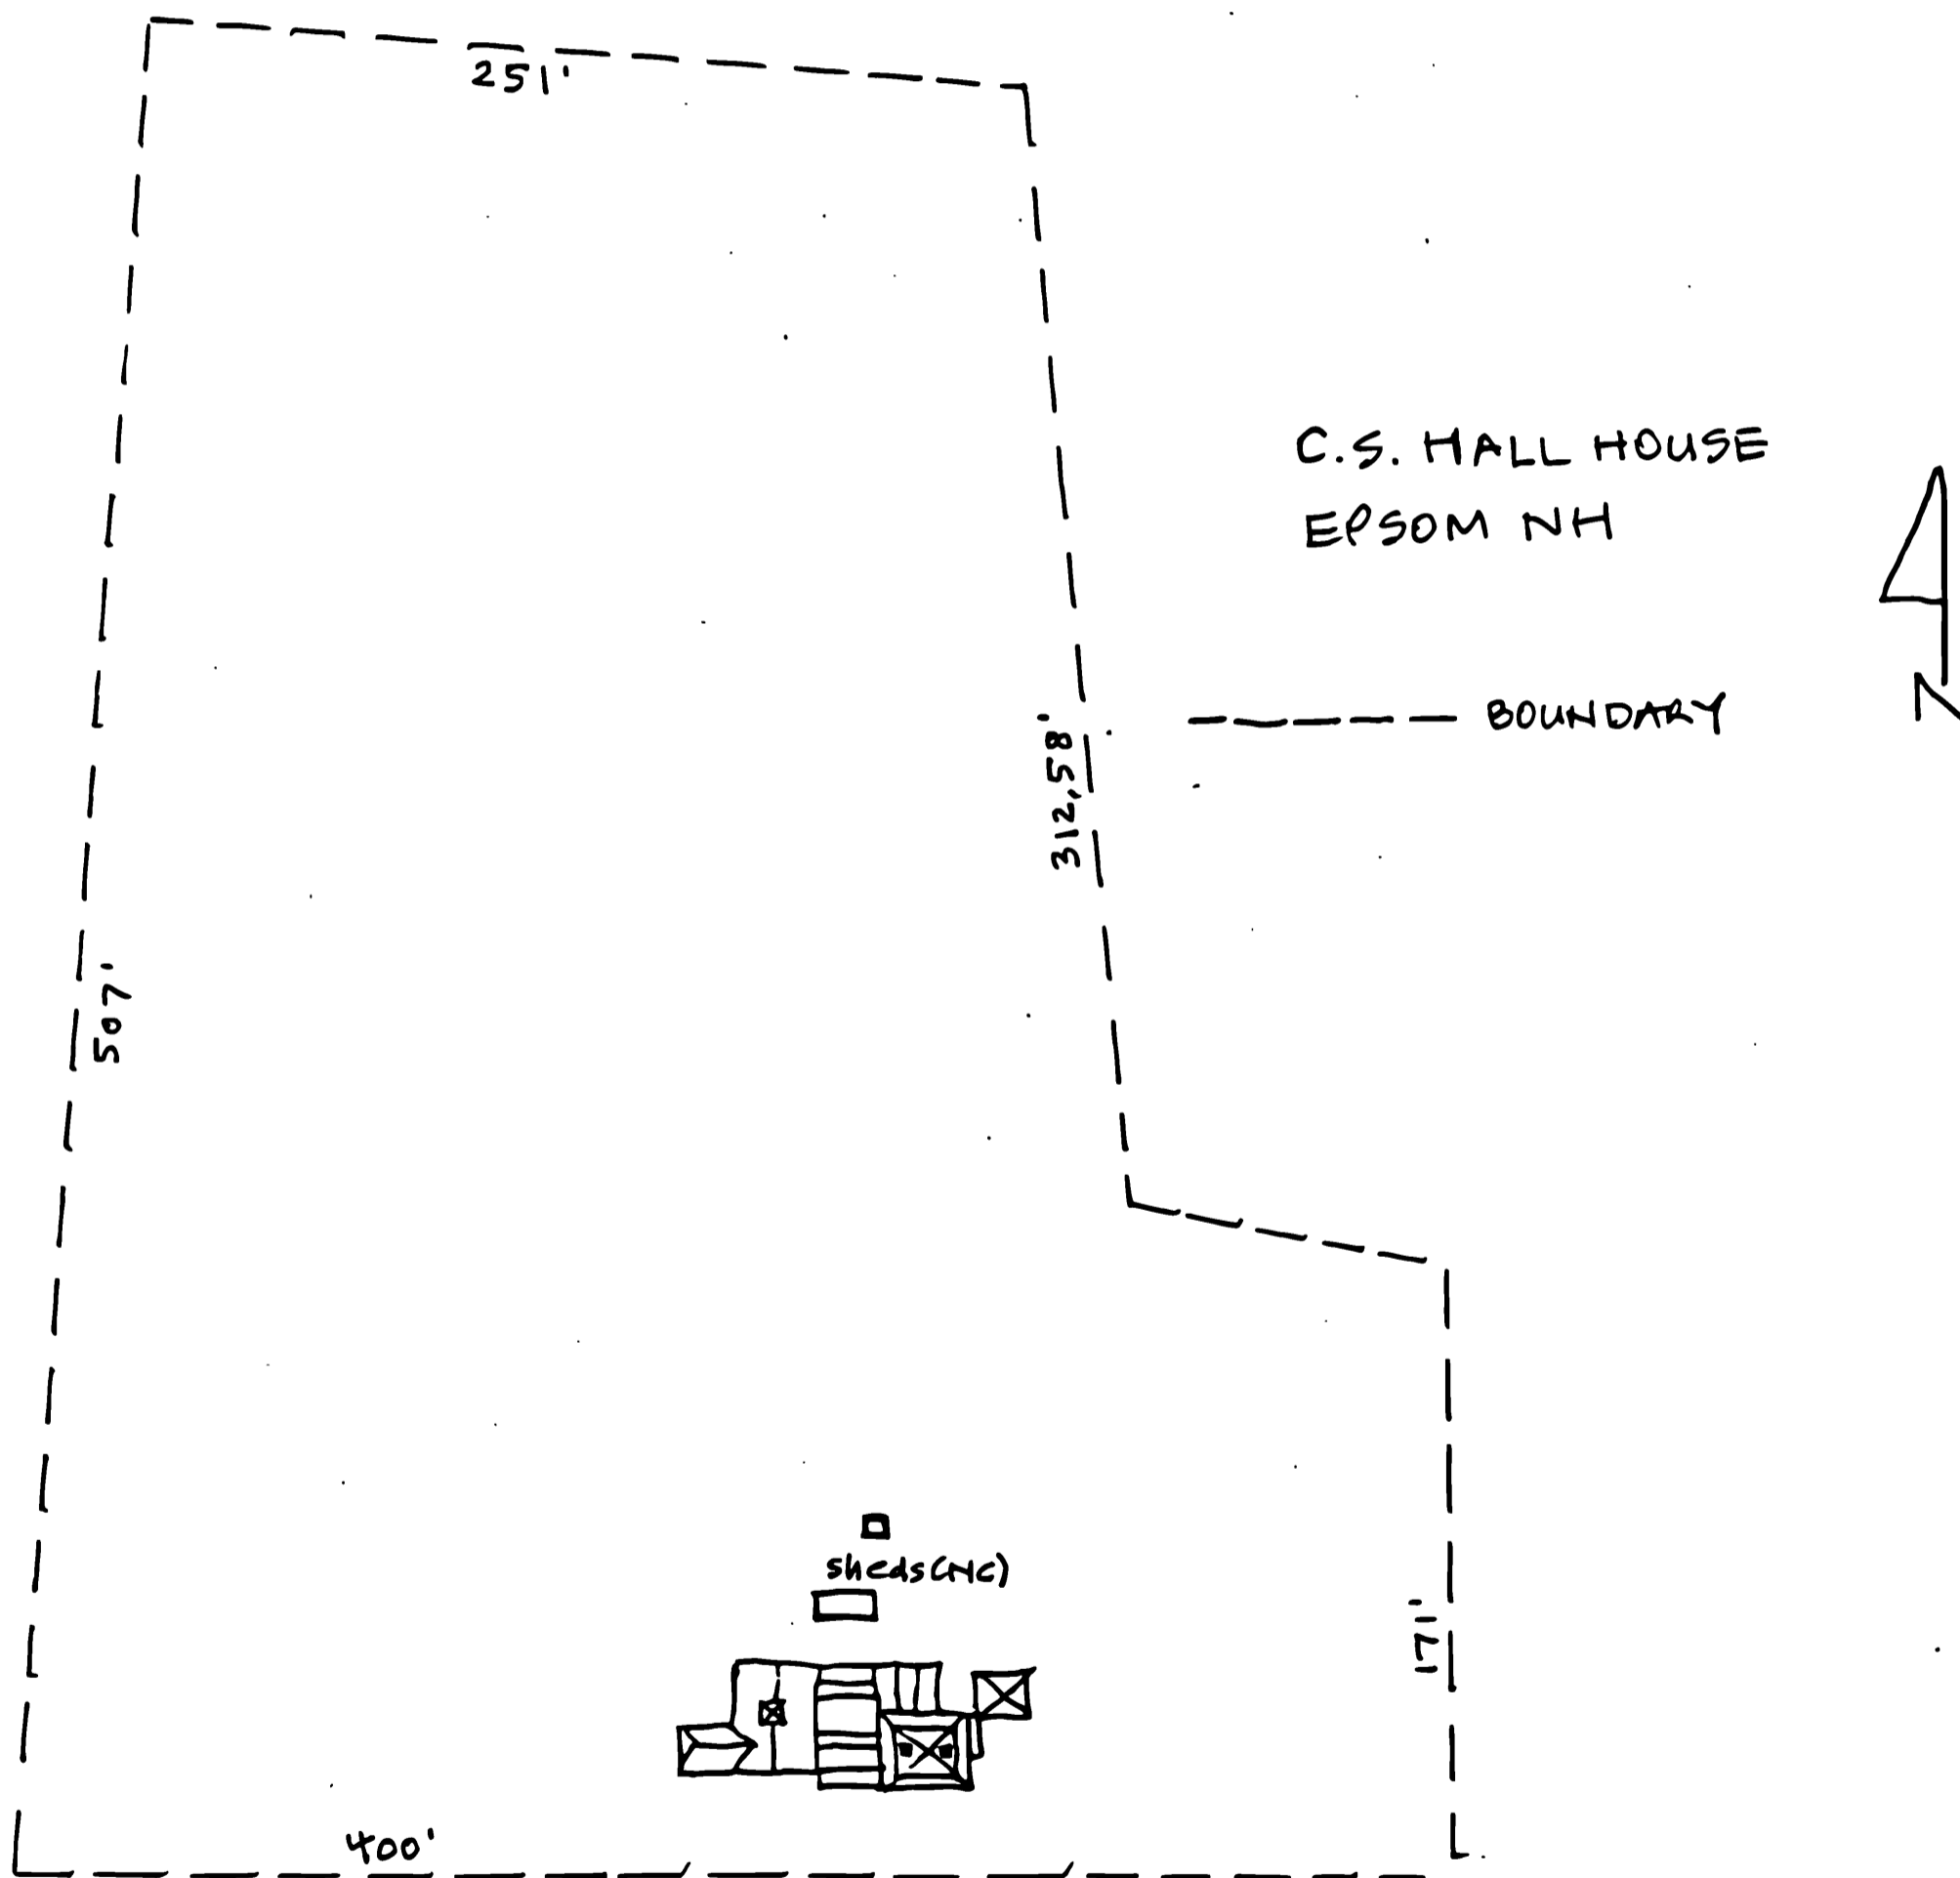 251'
C.S. HALL HOUSE
EPSOM NH
N
BOUNDARY
312.58'
507'
sheds (NC)
171'
400'